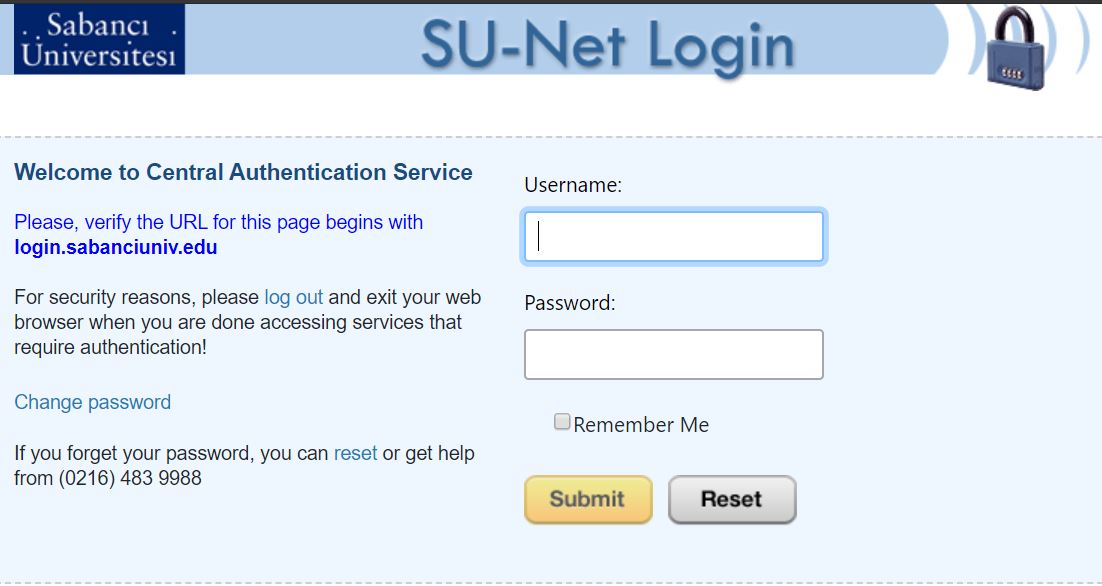 Sabancı
Üniversitesi
SU-Net Login
Welcome to Central Authentication Service
Please, verify the URL for this page begins with
login.sabanciuniv.edu
For security reasons, please log out and exit your web
browser when you are done accessing services that
require authentication!
Change password
If you forget your password, you can reset or get help
from (0216) 483 9988
Username:
Password:
Remember Me
Submit
Reset